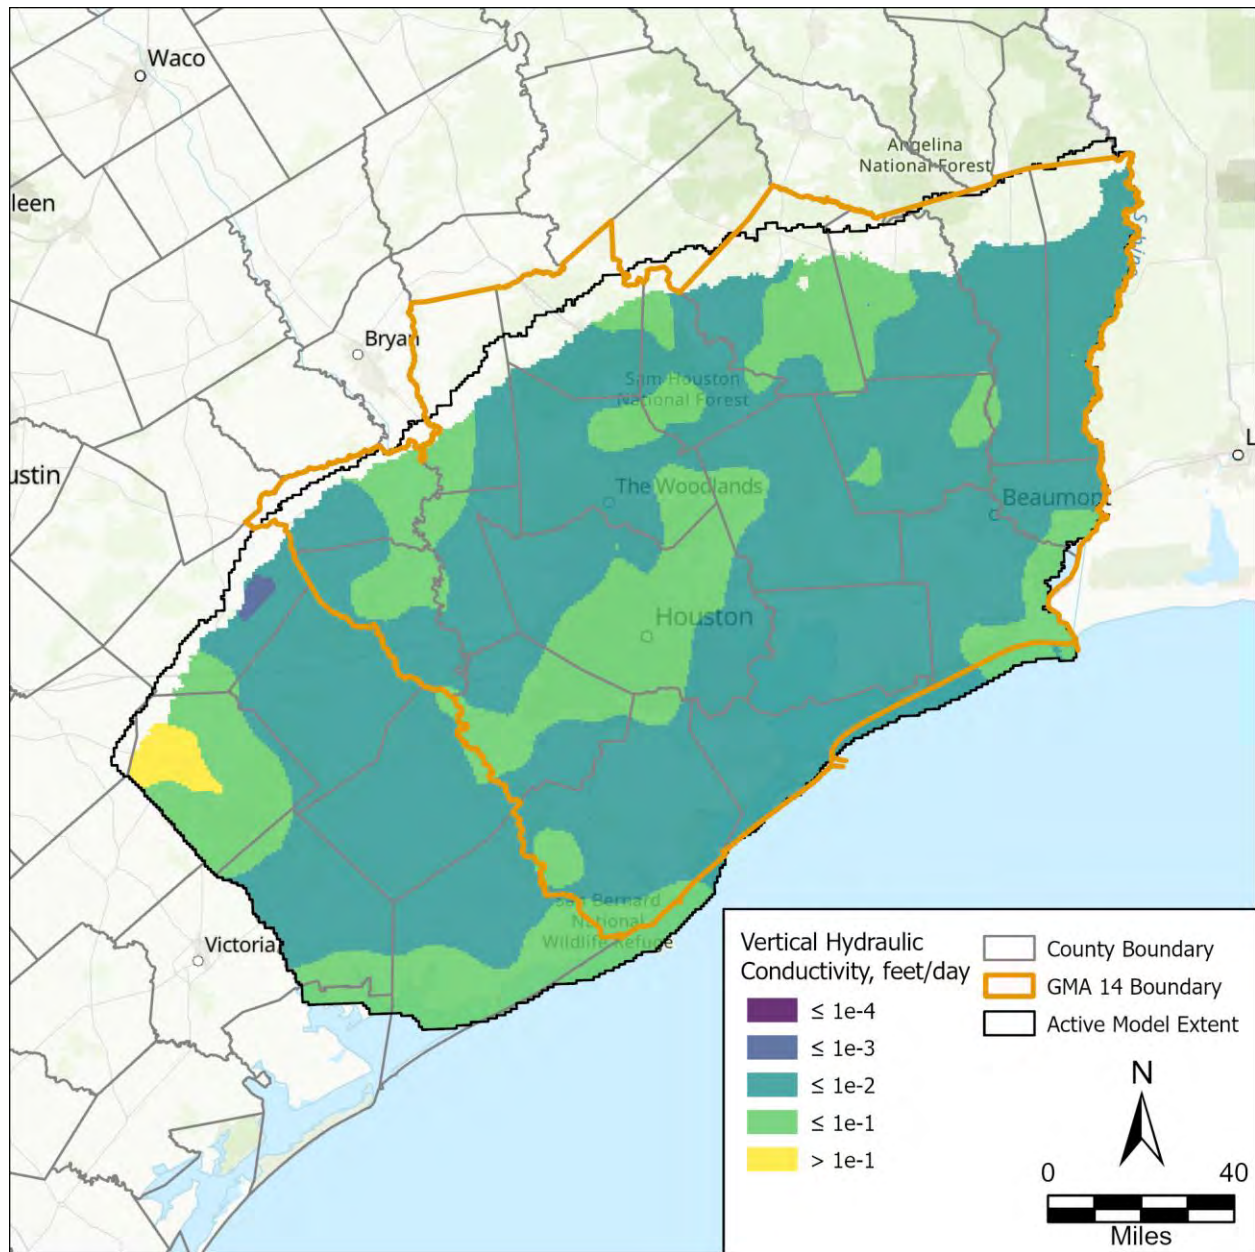 Waco
Angelina
National Forest
leen
Bryan
Sam Houston
National Forest
ustin
L
The Woodlands
Beaumont
Houston
San Bernard
National
Wildlife Refuge
Victoria
Vertical Hydraulic
Conductivity, feet/day
≤ 1e-4
≤ 1e-3
≤ 1e-2
≤ 1e-1
> 1e-1
County Boundary
GMA 14 Boundary
Active Model Extent
N
0 40
Miles